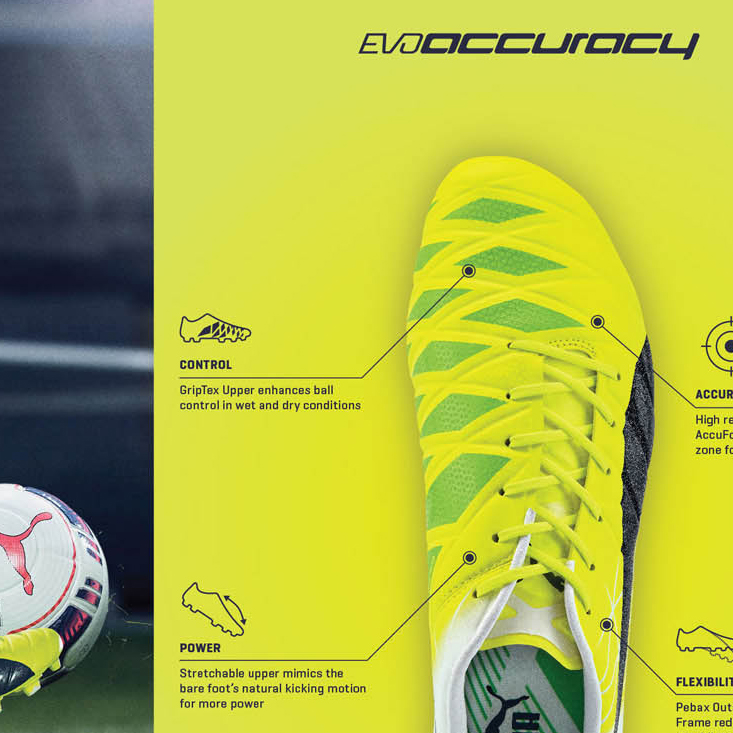 EVOACCURACY
CONTROL
GripTex Upper enhances ball
control in wet and dry conditions
ACCUR
High re
AccuFo
zone fo
POWER
Stretchable upper mimics the
bare foot's natural kicking motion
for more power
FLEXIBILIT
Pebax Out
Frame red